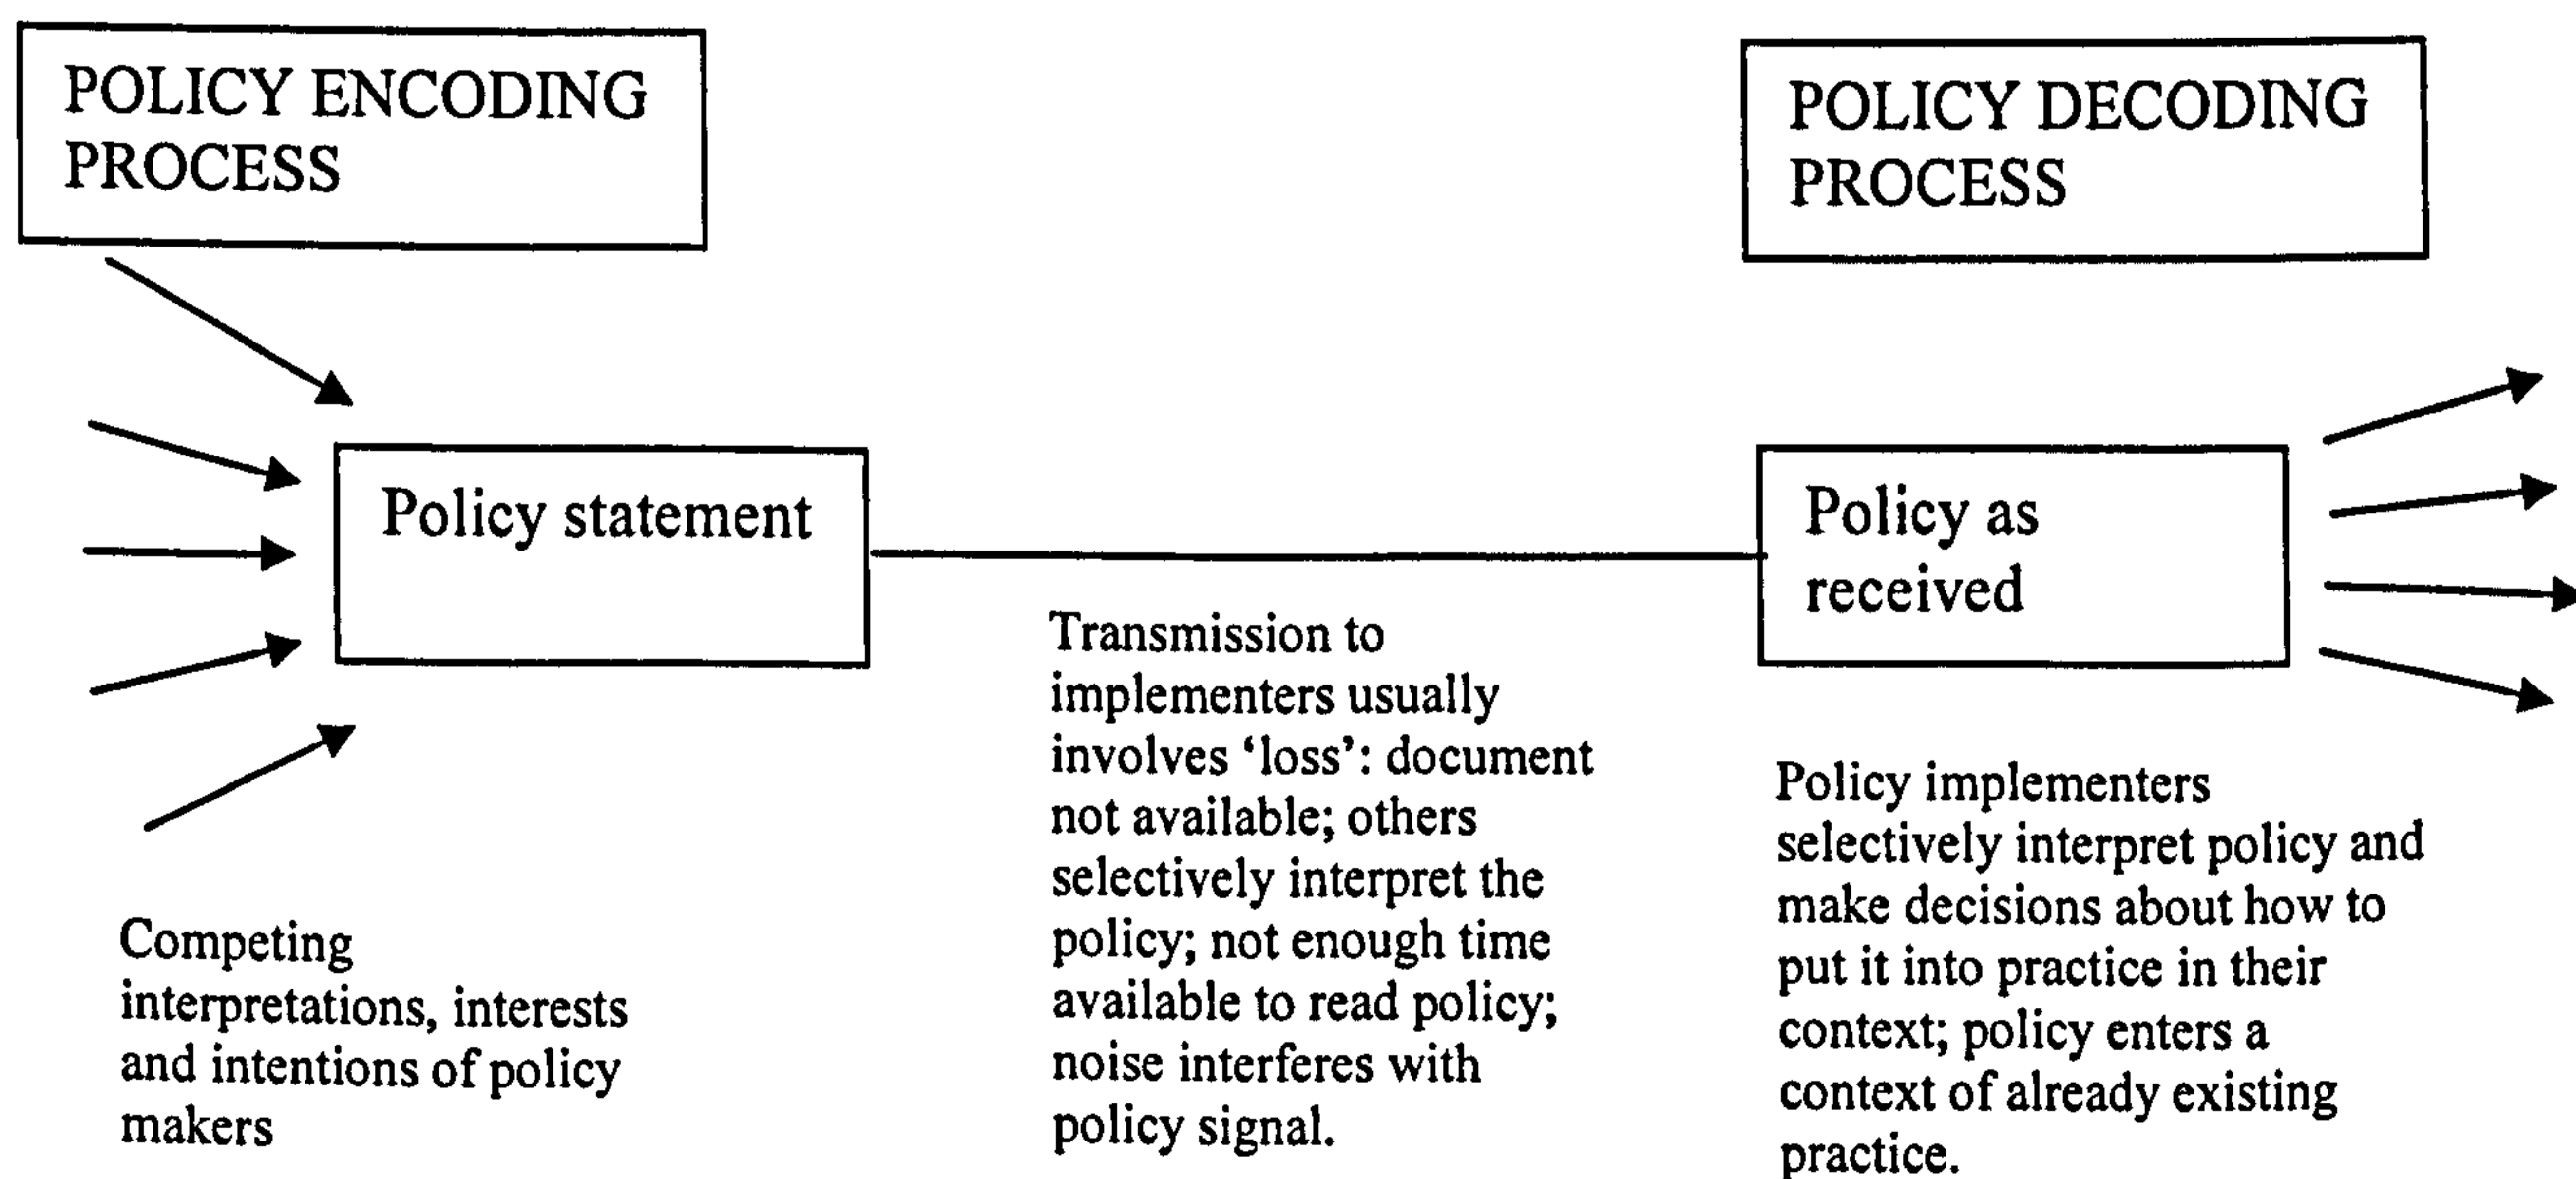 POLICY ENCODING
PROCESS
POLICY DECODING
PROCESS
Policy statement
Policy as
received
Transmission to
implementers usually
involves ‘loss’: document
not available; others
selectively interpret the
policy; not enough time
available to read policy;
noise interferes with
policy signal.
Competing
interpretations, interests
and intentions of policy
makers
Policy implementers
selectively interpret policy and
make decisions about how to
put it into practice in their
context; policy enters a
context of already existing
practice.